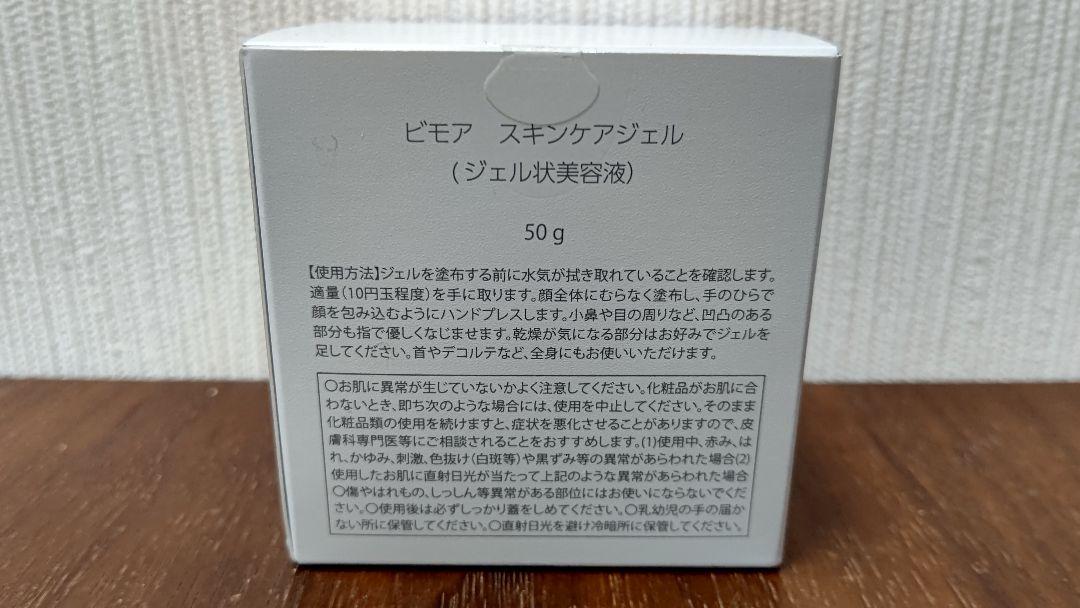 ビモア スキンケアジェル
(ジェル状美容液)
50 g
【使用方法】ジェルを塗布する前に水気が拭き取れていることを確認します。
適量(10円玉程度)を手に取ります。顔全体にむらなく塗布し、手のひらで
顔を包み込むようにハンドプレスします。小鼻や目の周りなど、凹凸のある
部分も指で優しくなじませます。乾燥が気になる部分はお好みでジェルを
足してください。首やデコルテなど、全身にもお使いいただけます。
〇お肌に異常が生じていないかよく注意してください。化粧品がお肌に合
わないとき、即ち次のような場合には、使用を中止してください。そのまま
化粧品類の使用を続けますと、症状を悪化させることがありますので、皮
膚科専門医等にご相談されることをおすすめします。(1)使用中、赤み、は
れ、かゆみ、刺激、色抜け(白斑等)や黒ずみ等の異常があらわれた場合(2)
使用したお肌に直射日光が当たって上記のような異常があらわれた場合
〇傷やはれもの、しっしん等異常がある部位にはお使いにならないでくだ
さい。〇使用後は必ずしっかり蓋をしめてください。〇乳幼児の手の届か
ない所に保管してください。〇直射日光を避け冷暗所に保管してください。